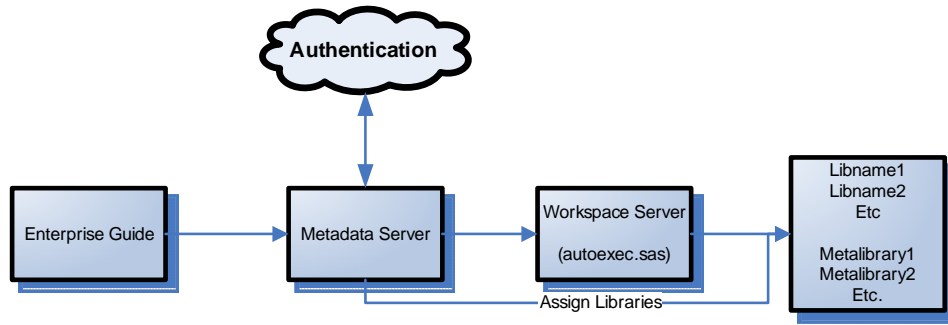 Authentication
Enterprise Guide
Metadata Server
Workspace Server
(autoexec.sas)
Libname1
Libname2
Etc
Metalibrary1
Metalibrary2
Etc.
Assign Libraries